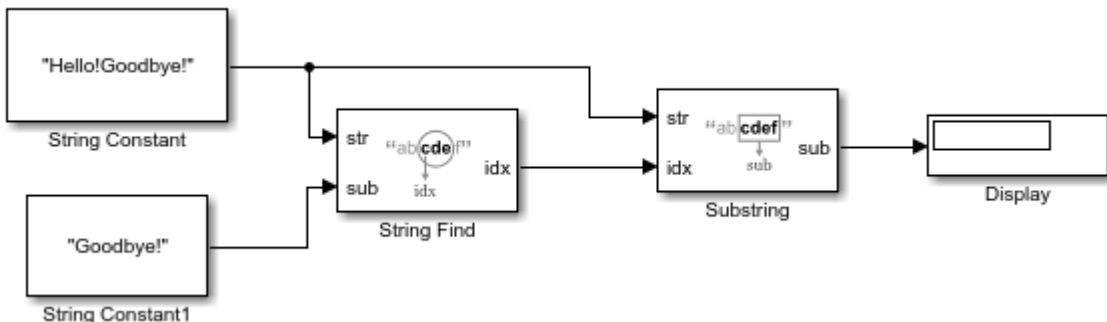 "Hello!Goodbye!"
String Constant
"Goodbye!"
String Constant1
str
sub
"ab cde f"
idx
idx
String Find
str
idx
"ab cdef"
sub
sub
Substring
Display